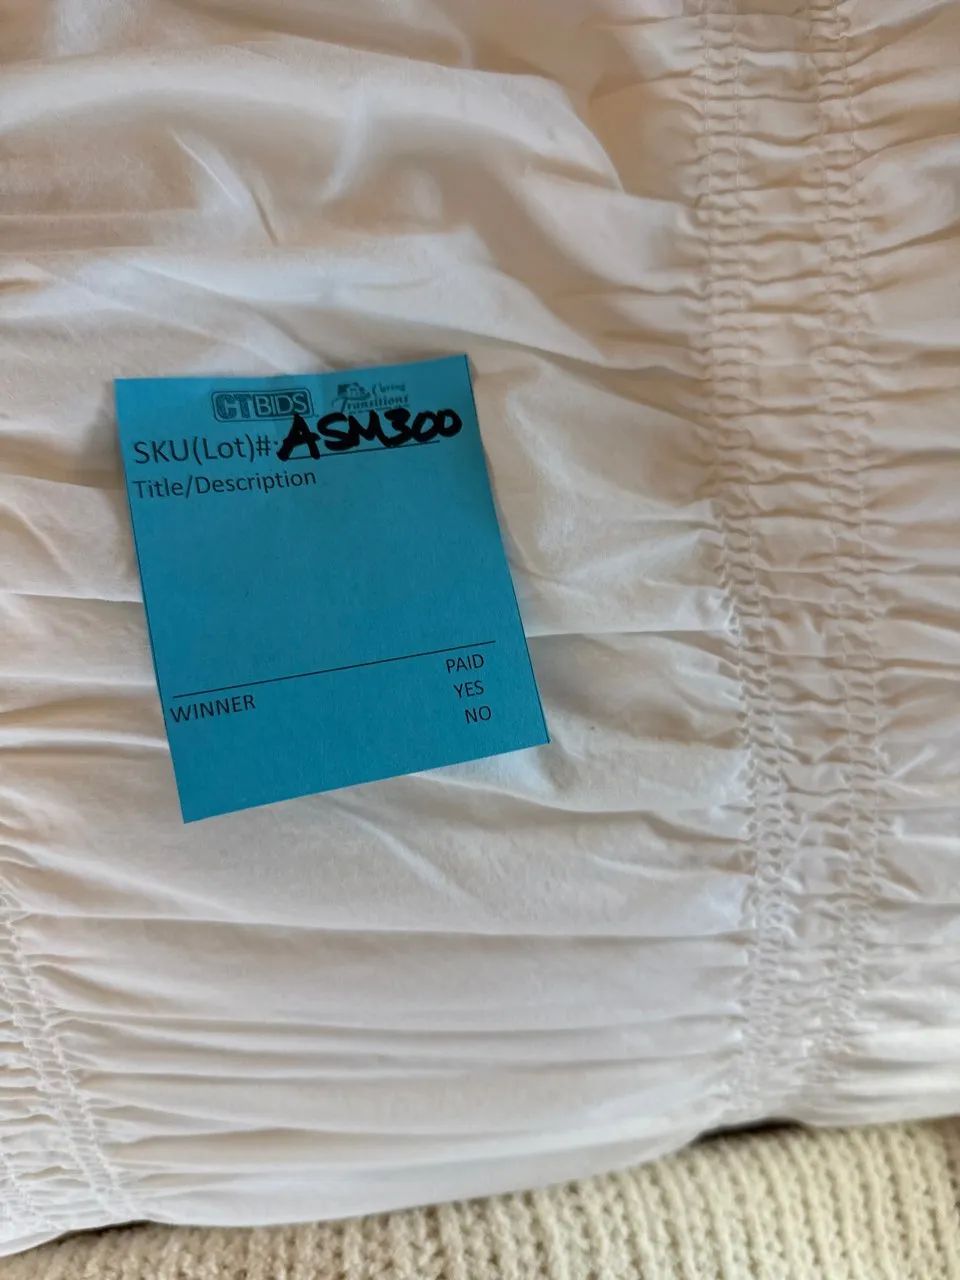 CTBIDS Caring
Transitions
SKU(Lot)#: ASM300
Title/Description
PAID
YES
WINNER
NO